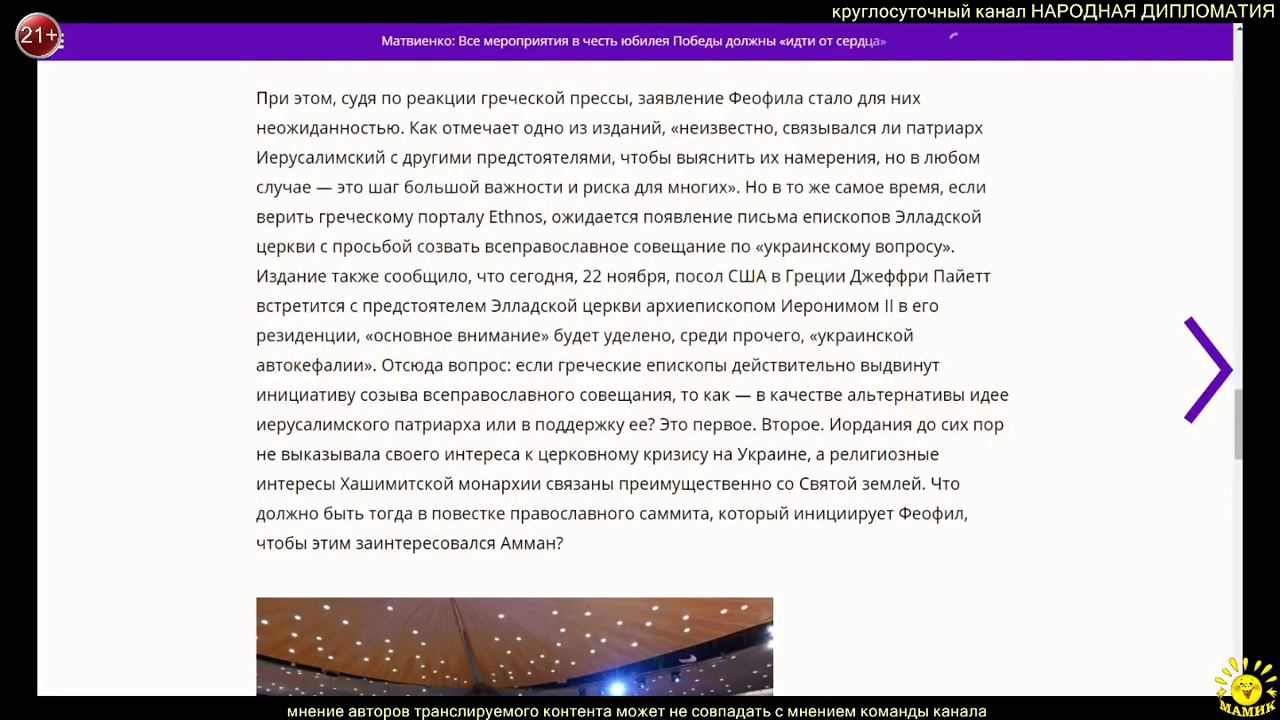 круглосуточный канал НАРОДНАЯ ДИПЛОМАТИЯ
21+
Матвиенко: Все мероприятия в честь юбилея Победы должны «идти от сердца»
При этом, судя по реакции греческой прессы, заявление Феофила стало для них
неожиданностью. Как отмечает одно из изданий, «неизвестно, связывался ли патриарх
Иерусалимский с другими предстоятелями, чтобы выяснить их намерения, но в любом
случае — это шаг большой важности и риска для многих». Но в то же самое время, если
верить греческому порталу Ethnos, ожидается появление письма епископов Элладской
церкви с просьбой созвать всеправославное совещание по «украинскому вопросу».
Издание также сообщило, что сегодня, 22 ноября, посол США в Греции Джеффри Пайетт
встретится с предстоятелем Элладской церкви архиепископом Иеронимом II в его
резиденции, «основное внимание» будет уделено, среди прочего, «украинской
автокефалии». Отсюда вопрос: если греческие епископы действительно выдвинут
инициативу созыва всеправославного совещания, то как — в качестве альтернативы идее
иерусалимского патриарха или в поддержку ее? Это первое. Второе. Иордания до сих пор
не выказывала своего интереса к церковному кризису на Украине, а религиозные
интересы Хашимитской монархии связаны преимущественно со Святой землей. Что
должно быть тогда в повестке православного саммита, который инициирует Феофил,
чтобы этим заинтересовался Амман?
МАМИК
мнение авторов транслируемого контента может не совпадать с мнением команды канала